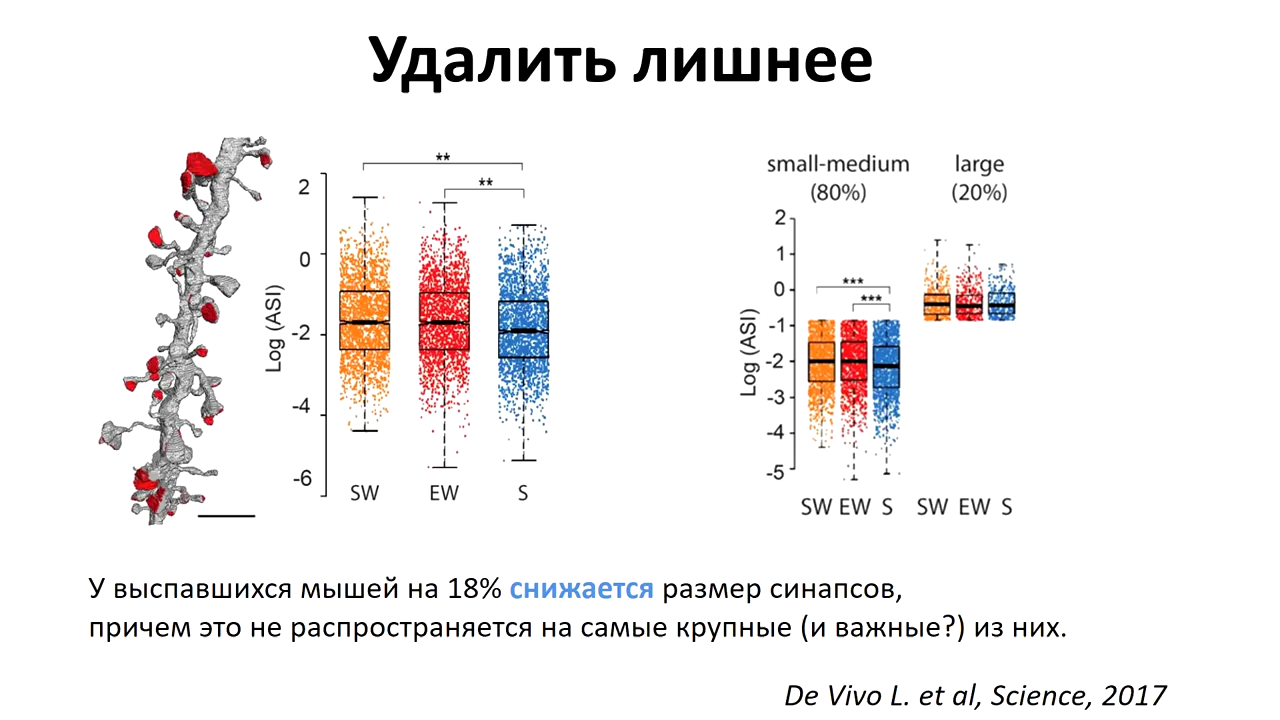 Удалить лишнее
**
**
2
0
-2
-4
-6
Log (ASI)
SW EW S
small-medium large
(80%) (20%)
***
***
2
1
0
-1
-2
-3
-4
-5
Log (ASI)
SW EW S SW EW S
У выспавшихся мышей на 18% снижается размер синапсов,
причем это не распространяется на самые крупные (и важные?) из них.
De Vivo L. et al, Science, 2017